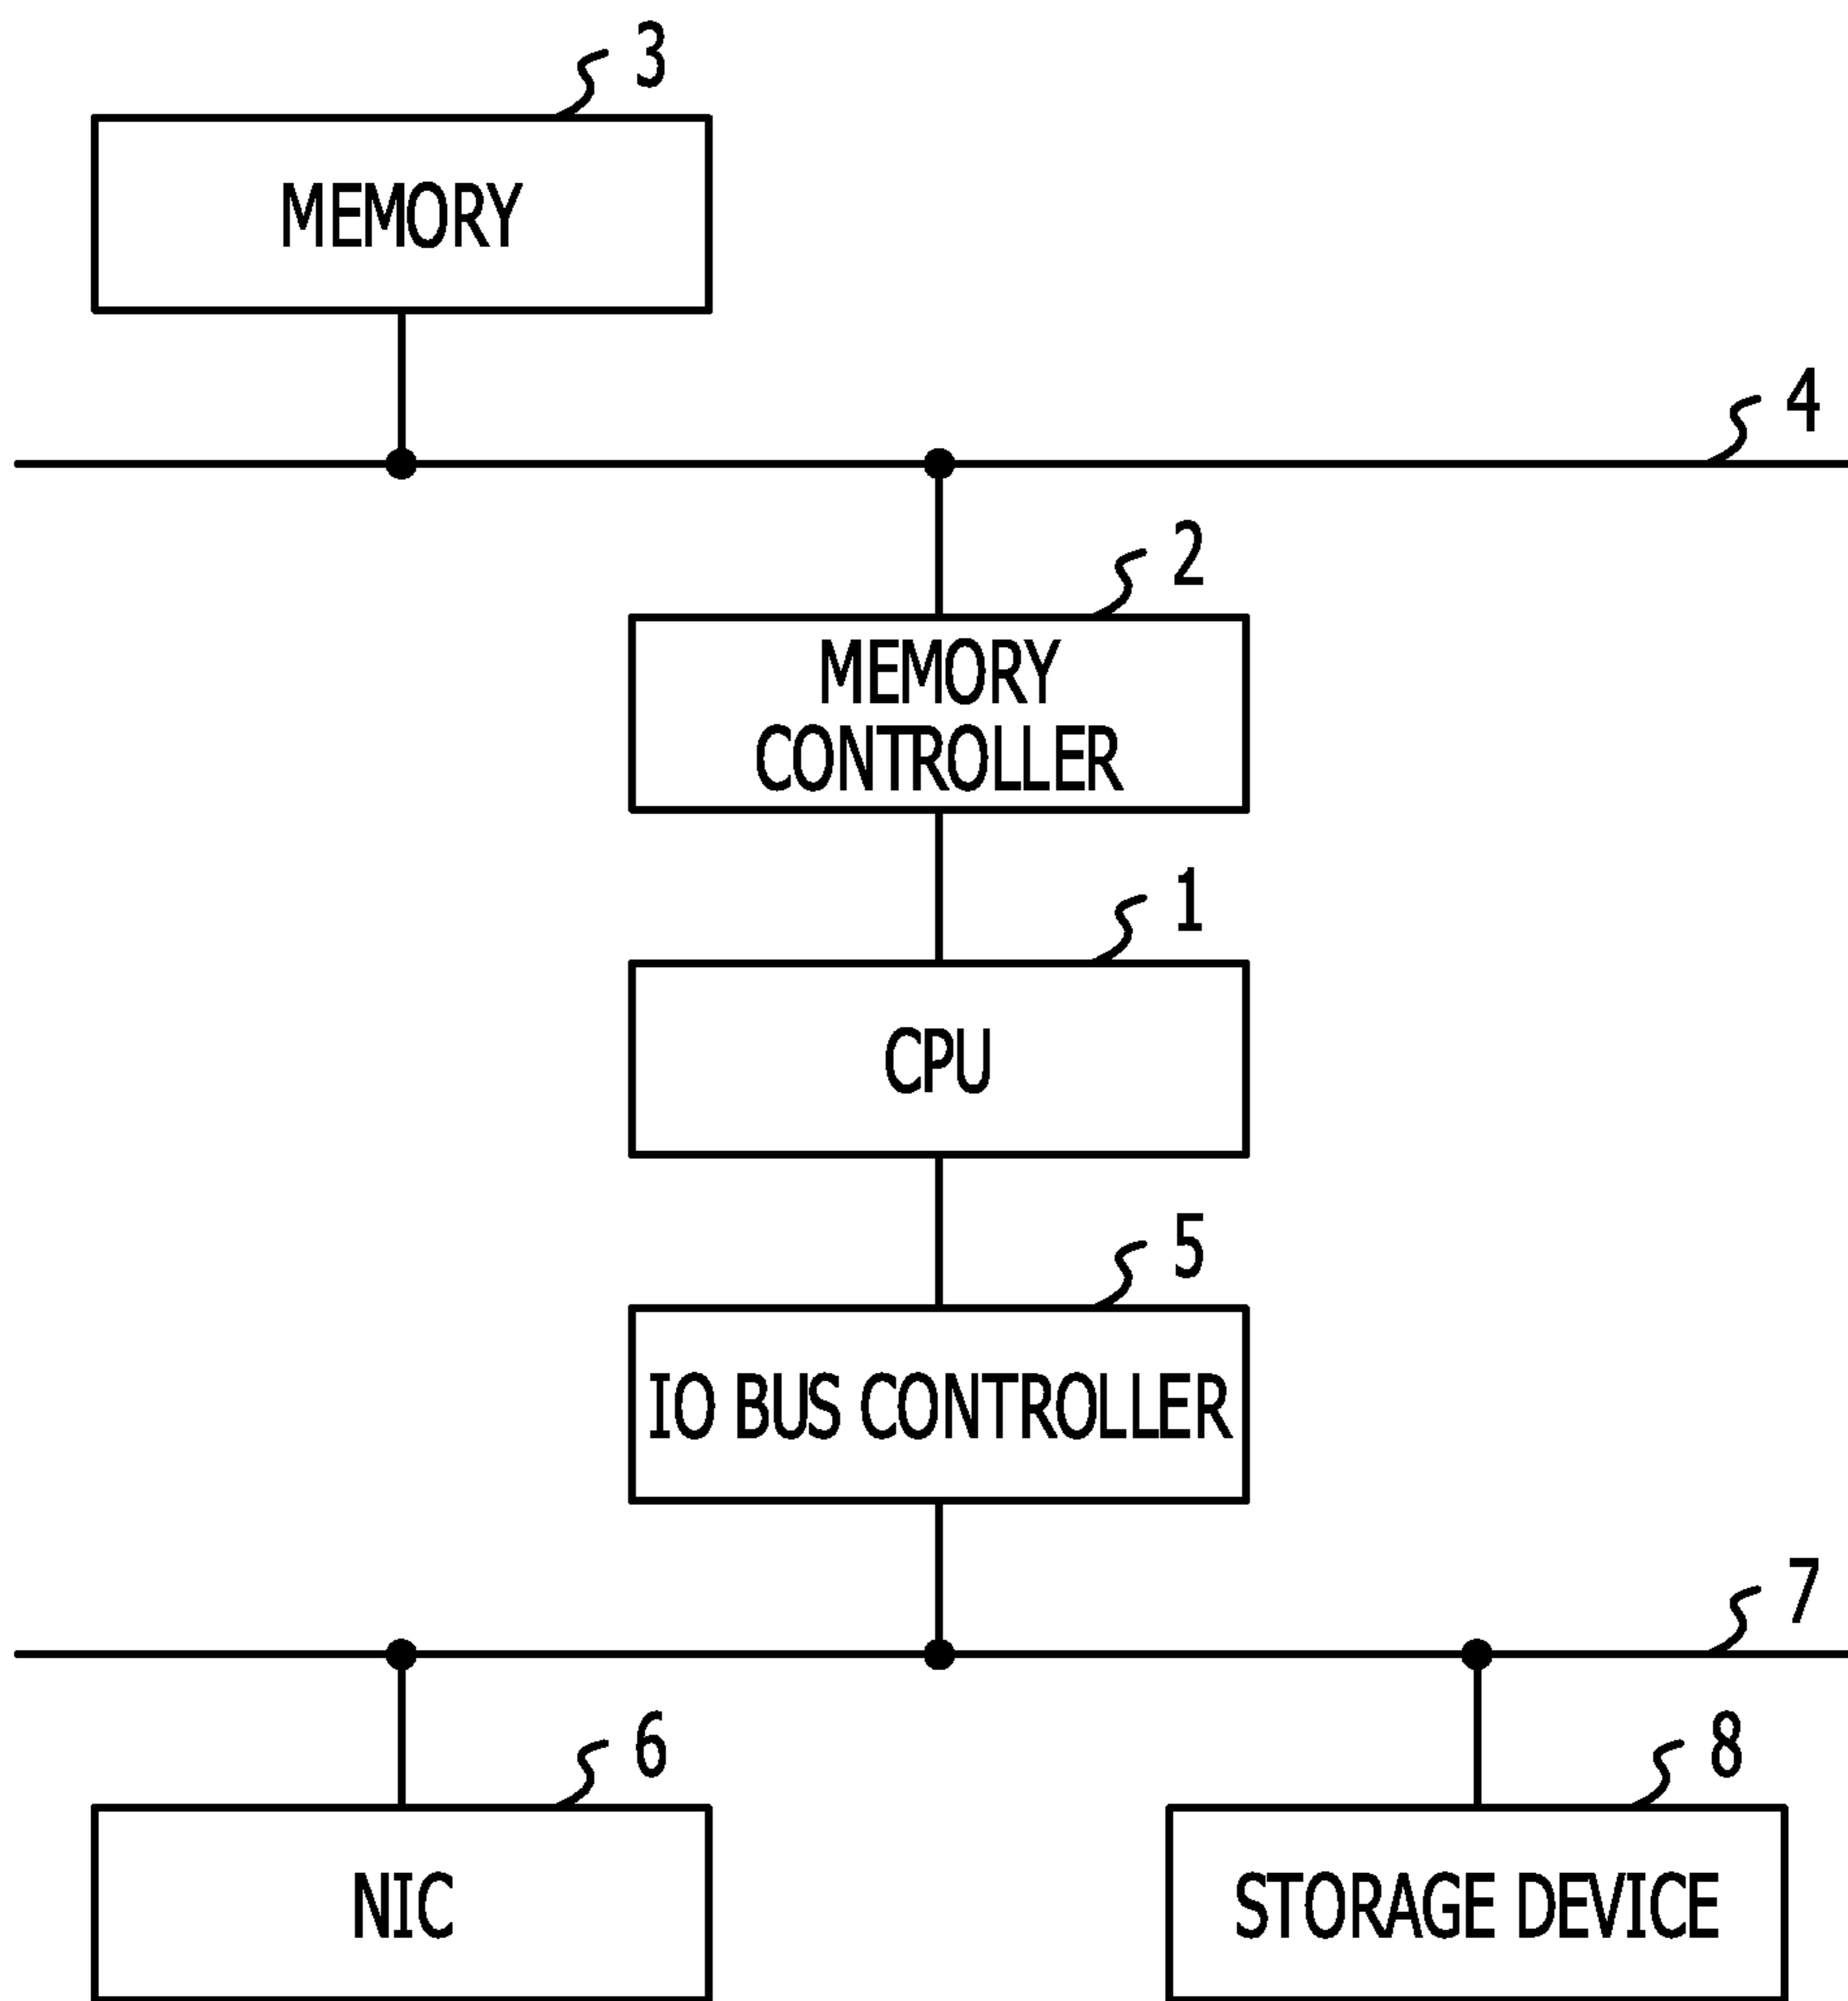 3
MEMORY
4
2
MEMORY
CONTROLLER
1
CPU
5
IO BUS CONTROLLER
7
6
8
NIC
STORAGE DEVICE